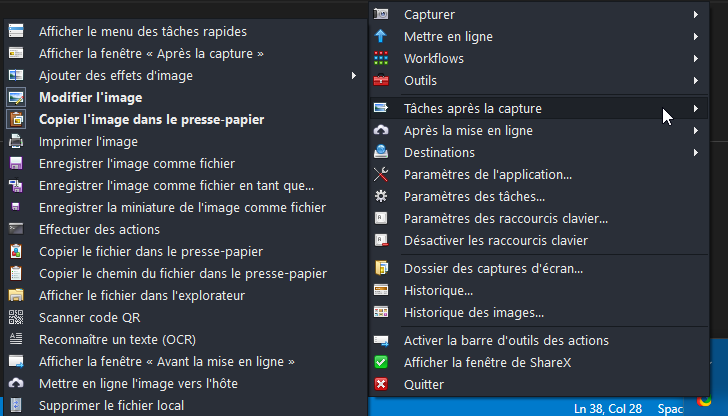 Afficher le menu des tâches rapides
Afficher la fenêtre « Après la capture »
Ajouter des effets d'image
Modifier l'image
Copier l'image dans le presse-papier
Imprimer l'image
Enregistrer l'image comme fichier
Enregistrer l'image comme fichier en tant que...
Enregistrer la miniature de l'image comme fichier
Effectuer des actions
Copier le fichier dans le presse-papier
Copier le chemin du fichier dans le presse-papier
Afficher le fichier dans l'explorateur
Scanner code QR
Reconnaître un texte (OCR)
Afficher la fenêtre « Avant la mise en ligne »
Mettre en ligne l'image vers l'hôte
Supprimer le fichier local
Capturer
Mettre en ligne
Workflows
Outils
Tâches après la capture
Après la mise en ligne
Destinations
Paramètres de l'application...
Paramètres des tâches...
Paramètres des raccourcis clavier...
Désactiver les raccourcis clavier
Dossier des captures d'écran...
Historique...
Historique des images...
Activer la barre d'outils des actions
Afficher la fenêtre de ShareX
Quitter
Ln 38, Col 28
Spac